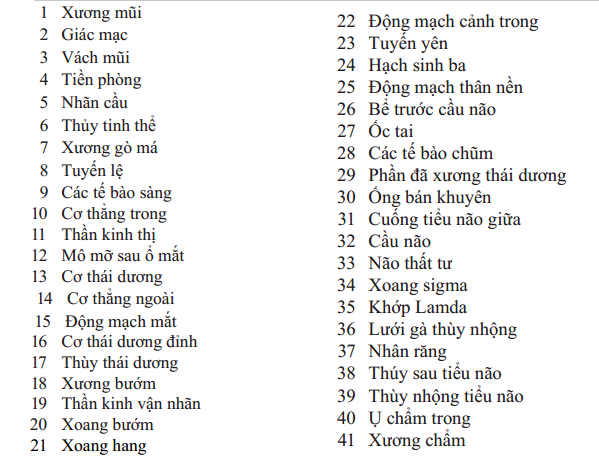 1 Xương mũi
2 Giác mạc
3 Vách mũi
4 Tiền phòng
5 Nhãn cầu
6 Thủy tinh thể
7 Xương gò má
8 Tuyến lệ
9 Các tế bào sàng
10 Cơ thẳng trong
11 Thần kinh thị
12 Mô mỡ sau ổ mắt
13 Cơ thái dương
14 Cơ thẳng ngoài
15 Động mạch mắt
16 Cơ thái dương đỉnh
17 Thùy thái dương
18 Xương bướm
19 Thần kinh vận nhãn
20 Xoang bướm
21 Xoang hang
22 Động mạch cảnh trong
23 Tuyến yên
24 Hạch sinh ba
25 Động mạch thân nền
26 Bể trước cầu não
27 Ốc tai
28 Các tế bào chũm
29 Phần đã xương thái dương
30 Ống bán khuyên
31 Cuống tiểu não giữa
32 Cầu não
33 Não thất tư
34 Xoang sigma
35 Khớp Lamda
36 Lưới gà thùy nhộng
37 Nhân răng
38 Thúy sau tiểu não
39 Thùy nhộng tiểu não
40 Ụ chẩm trong
41 Xương chẩm